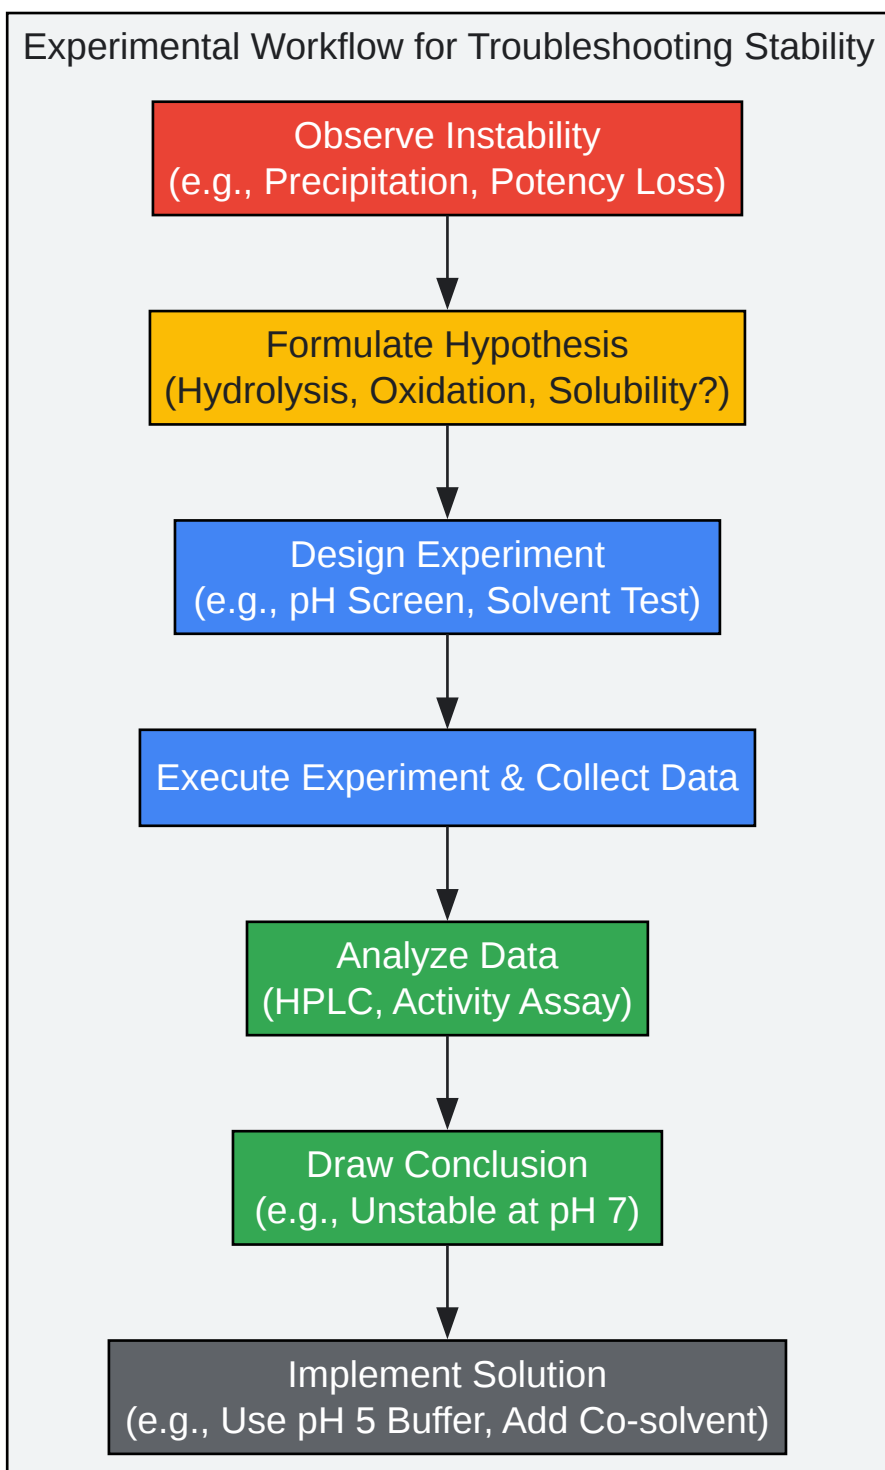 Experimental Workflow for Troubleshooting Stability
Observe Instability
(e.g., Precipitation, Potency Loss)
Formulate Hypothesis
(Hydrolysis, Oxidation, Solubility?)
Design Experiment
(e.g., pH Screen, Solvent Test)
Execute Experiment & Collect Data
Analyze Data
(HPLC, Activity Assay)
Draw Conclusion
(e.g., Unstable at pH 7)
Implement Solution
(e.g., Use pH 5 Buffer, Add Co-solvent)